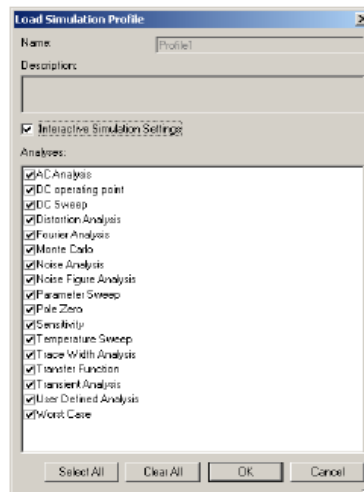 Load Simulation Profile
Name: Profile1
Description:
Interactive Simulation Settings
Analyses:
AC Analysis
DC operating point
DC Sweep
Distortion Analysis
Fourier Analysis
Monte Carlo
Noise Analysis
Noise Figure Analysis
Parameter Sweep
Pole Zero
Sensitivity
Temperature Sweep
Trace Width Analysis
Transfer Function
Transient Analysis
User Defined Analysis
Worst Case
Select All Clear All OK Cancel